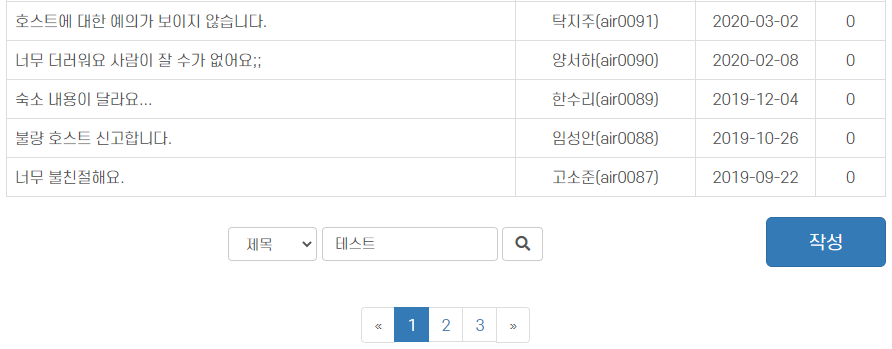 호스트에 대한 예의가 보이지 않습니다. 탁지주(air0091) 2020-03-02 0
너무 더러워요 사람이 잘 수가 없어요;; 양서하(air0090) 2020-02-08 0
숙소 내용이 달라요... 한수리(air0089) 2019-12-04 0
불량 호스트 신고합니다. 임성안(air0088) 2019-10-26 0
너무 불친절해요. 고소준(air0087) 2019-09-22 0
제목 테스트 작성
« 1 2 3 »